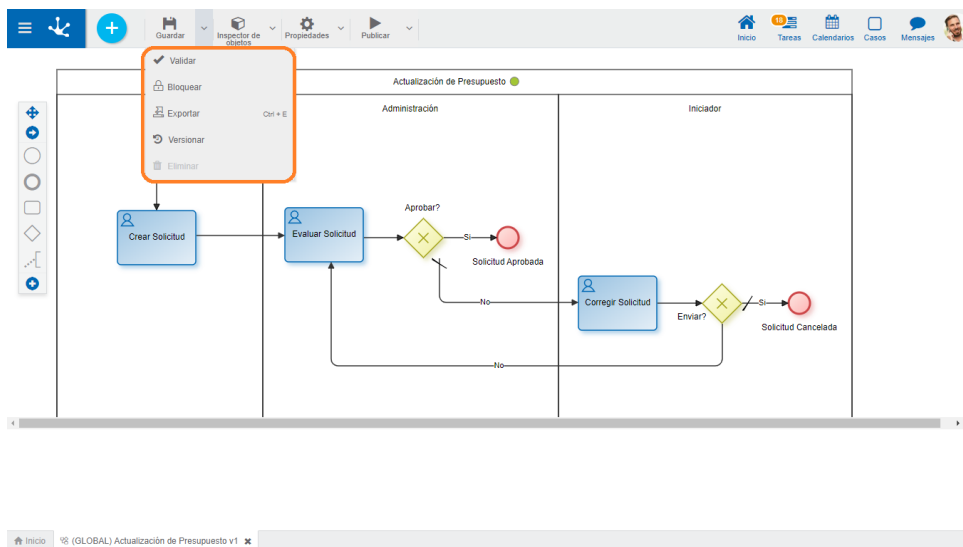 Guardar
Inspector de
objetos
Propiedades
Publicar
Inicio
18
Tareas
Calendarios
Casos
Mensajes
Validar
Bloquear
Exportar
Ctrl + E
Versionar
Eliminar
Actualización de Presupuesto
Administración
Iniciador
Crear Solicitud
Evaluar Solicitud
Aprobar?
Si
Solicitud Aprobada
No
Corregir Solicitud
Enviar?
Si
Solicitud Cancelada
No
Inicio
(GLOBAL) Actualización de Presupuesto v1